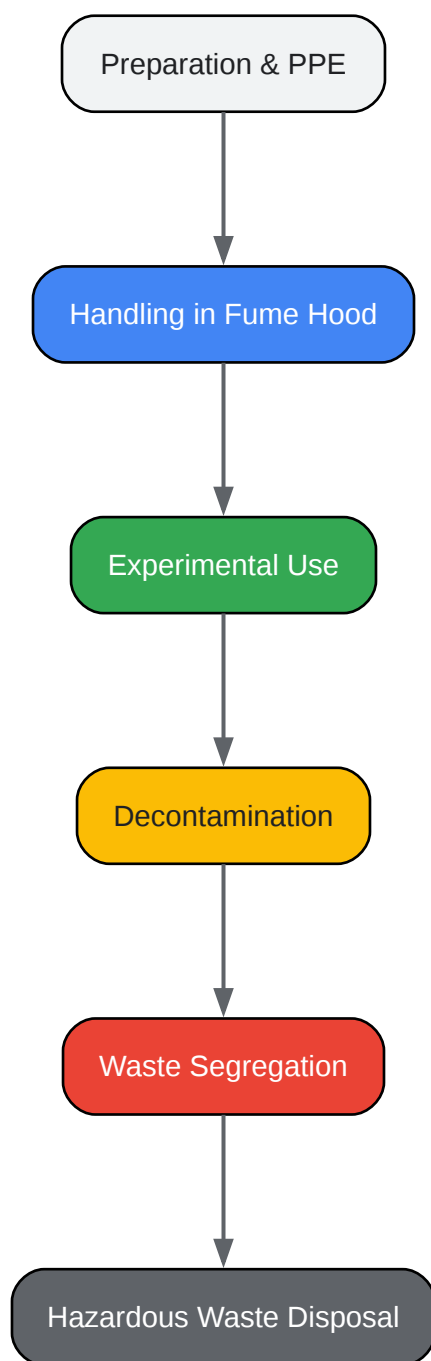 Preparation & PPE
Handling in Fume Hood
Experimental Use
Decontamination
Waste Segregation
Hazardous Waste Disposal